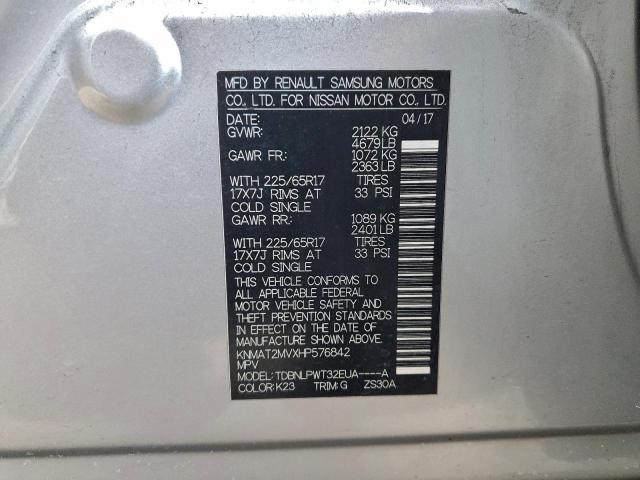 MFD BY RENAULT SAMSUNG MOTORS
CO., LTD. FOR NISSAN MOTOR CO., LTD.
DATE: 04/17
GVWR: 2122 KG
4679 LB
GAWR FR: 1072 KG
2363 LB
WITH 225/65R17 TIRES
17X7J RIMS AT 33 PSI
COLD SINGLE
GAWR RR: 1089 KG
2401 LB
WITH 225/65R17 TIRES
17X7J RIMS AT 33 PSI
COLD SINGLE
THIS VEHICLE CONFORMS TO
ALL APPLICABLE FEDERAL
MOTOR VEHICLE SAFETY AND
THEFT PREVENTION STANDARDS
IN EFFECT ON THE DATE OF
MANUFACTURE SHOWN ABOVE.
KNMAT2MVXHP576842
MPV
MODEL: TDBNLPWT32EUA----A
COLOR: K23 TRIM: G ZS30A